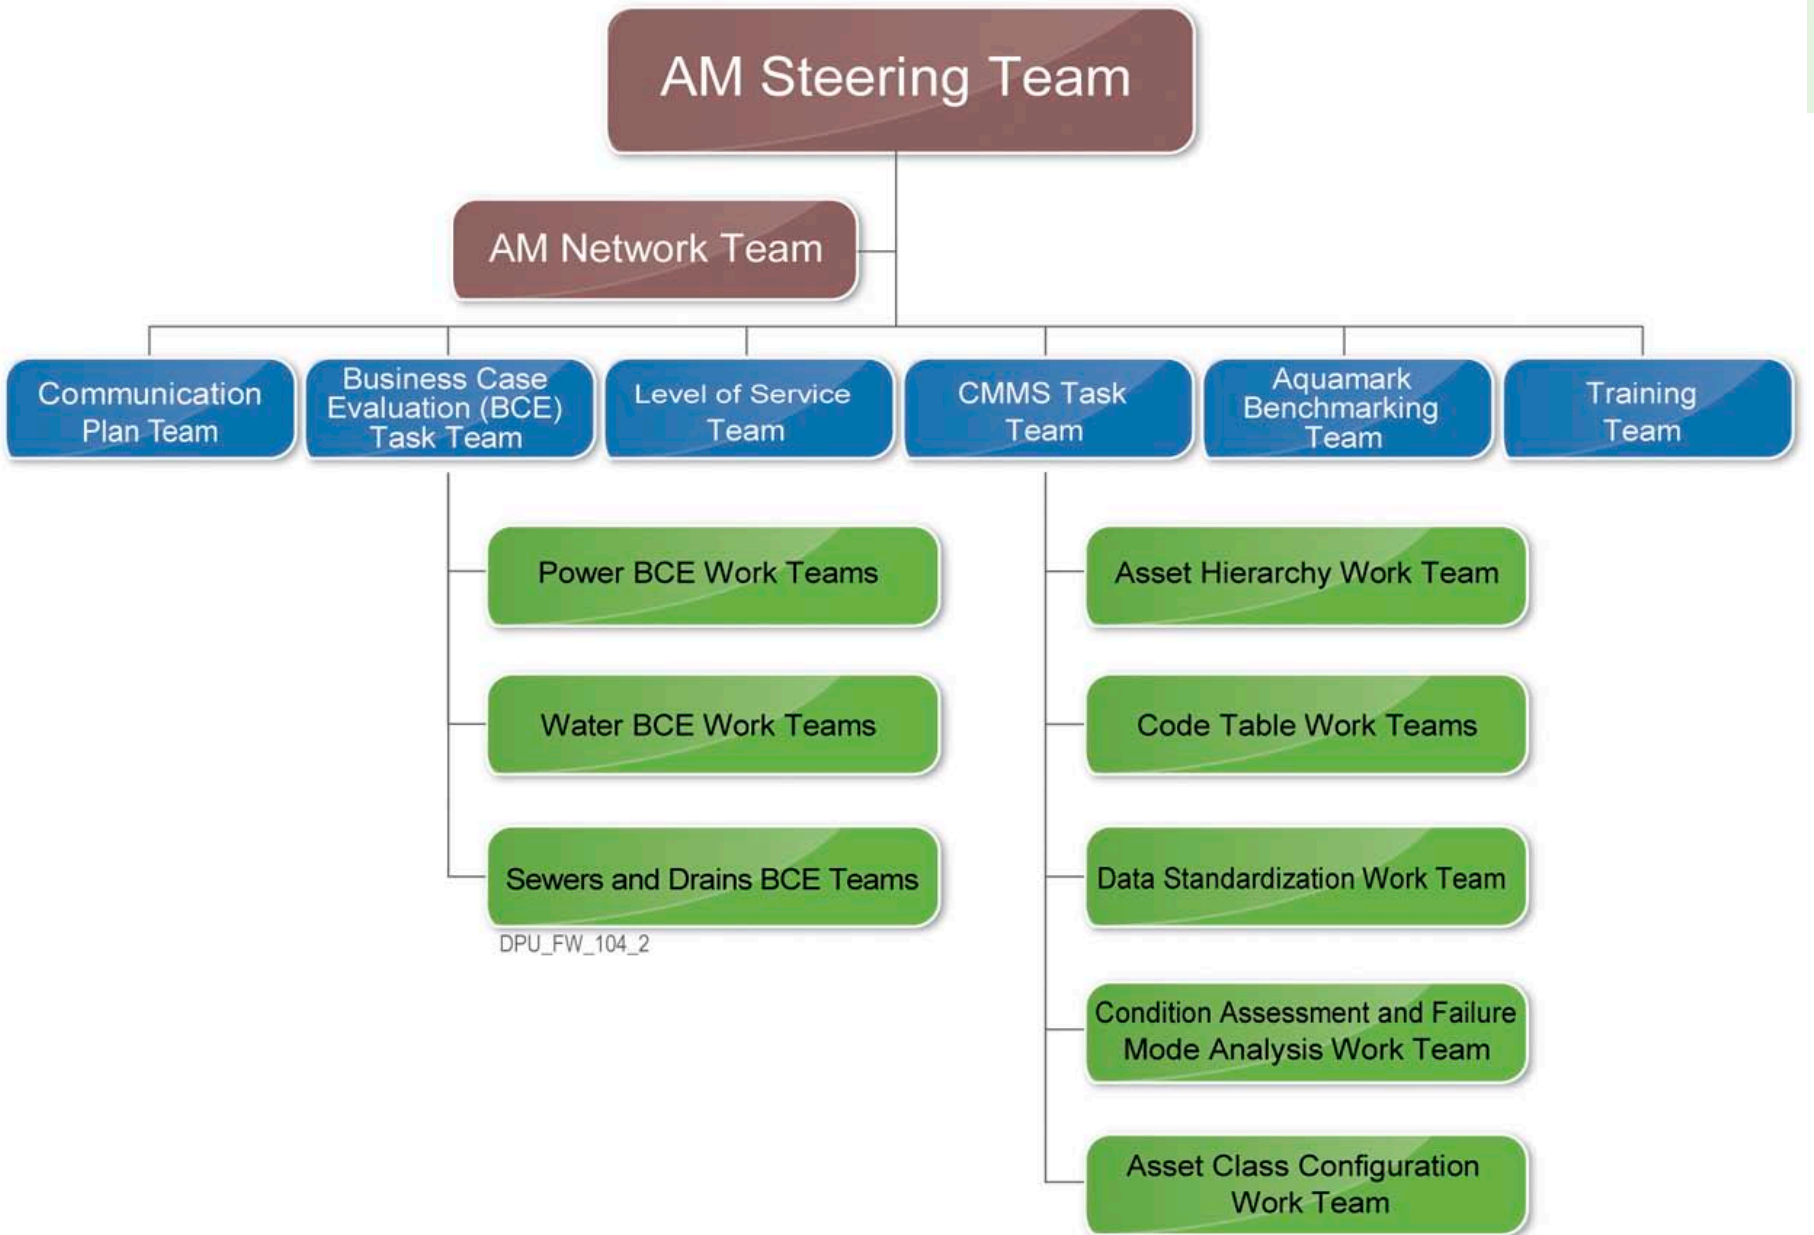 AM Steering Team
AM Network Team
Communication
Plan Team
Business Case
Evaluation (BCE)
Task Team
Level of Service
Team
CMMS Task
Team
Aquamark
Benchmarking
Team
Training
Team
Power BCE Work Teams
Water BCE Work Teams
Sewers and Drains BCE Teams
DPU_FW_104_2
Asset Hierarchy Work Team
Code Table Work Teams
Data Standardization Work Team
Condition Assessment and Failure
Mode Analysis Work Team
Asset Class Configuration
Work Team